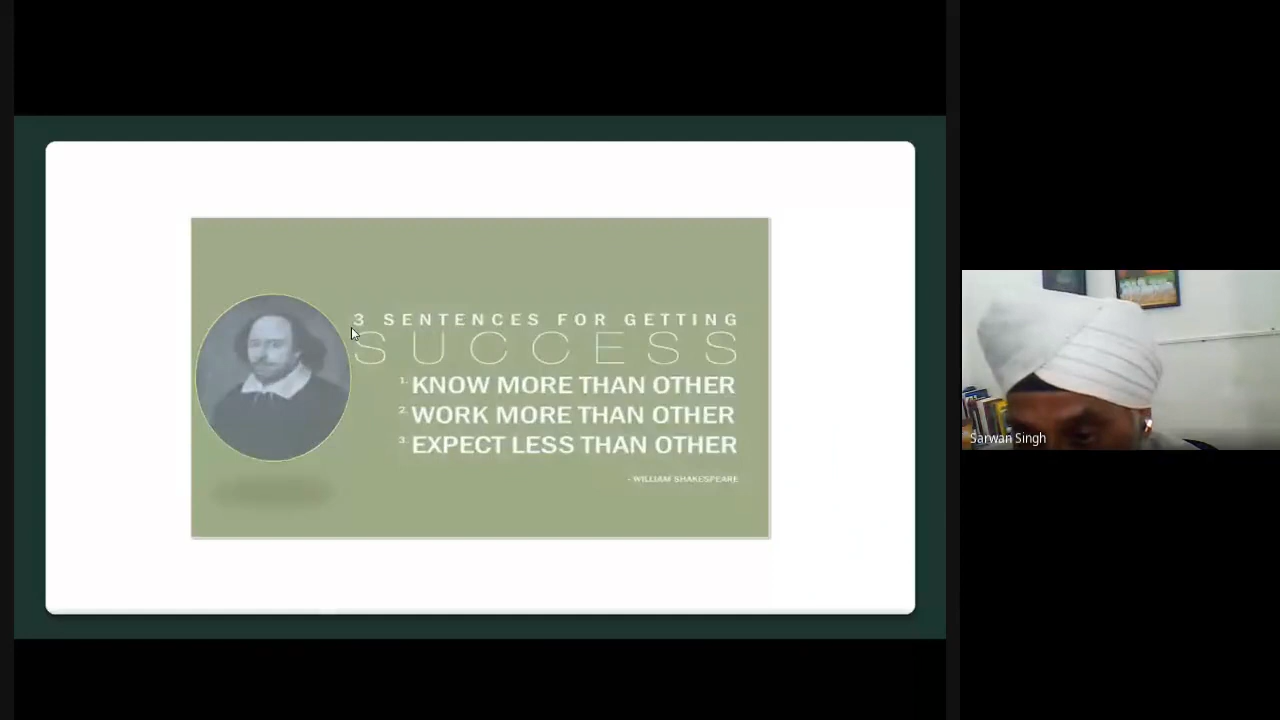 3 SENTENCES FOR GETTING
SUCCESS
1. KNOW MORE THAN OTHER
2. WORK MORE THAN OTHER
3. EXPECT LESS THAN OTHER
- WILLIAM SHAKESPEARE
Sarwan Singh